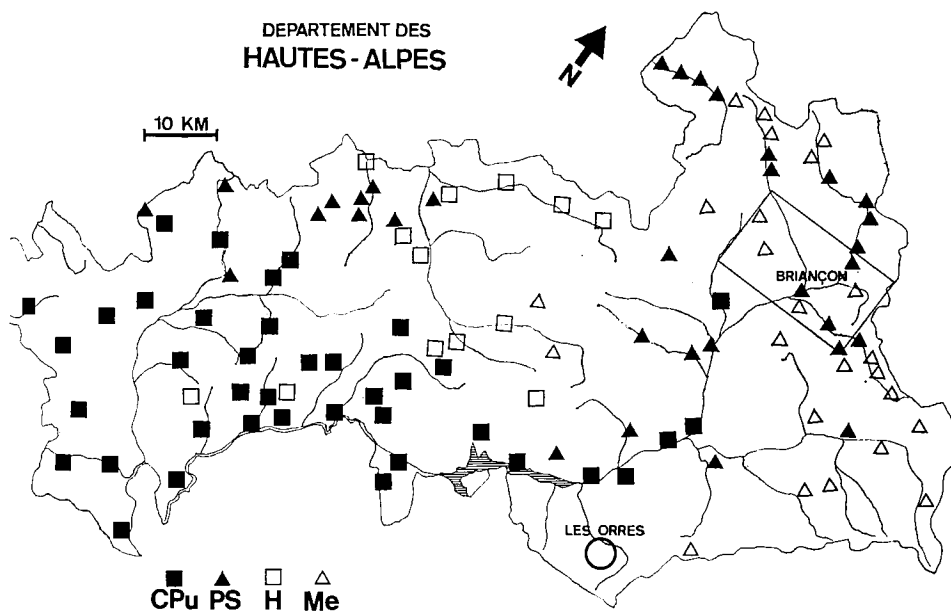 DEPARTEMENT DES
HAUTES-ALPES
N
10 KM
BRIANÇON
LES ORRES
CPu PS H Me